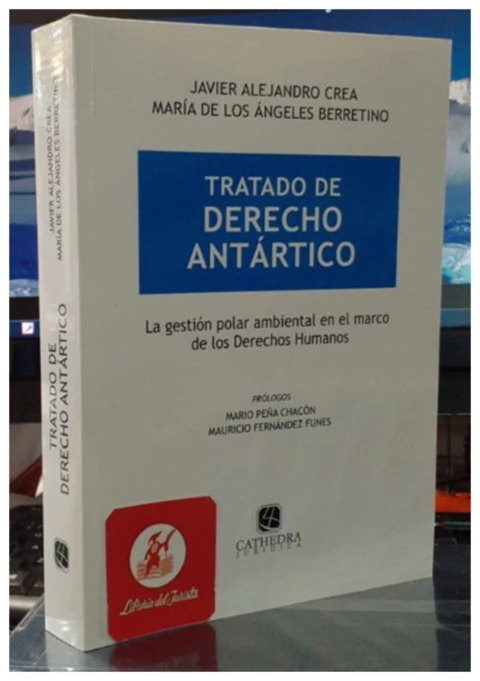 JAVIER ALEJANDRO CREA
MARÍA DE LOS ÁNGELES BERRETINO
TRATADO DE
DERECHO
ANTÁRTICO
La gestión polar ambiental en el marco
de los Derechos Humanos
PRÓLOGOS
MARIO PEÑA CHACÓN
MAURICIO FERNÁNDEZ FUNES
CATHEDRA
JURÍDICA
Librería del Jurista
JAVIER ALEJANDRO CREA
MARÍA DE LOS ÁNGELES BERRETINO
TRATADO DE
DERECHO ANTÁRTICO